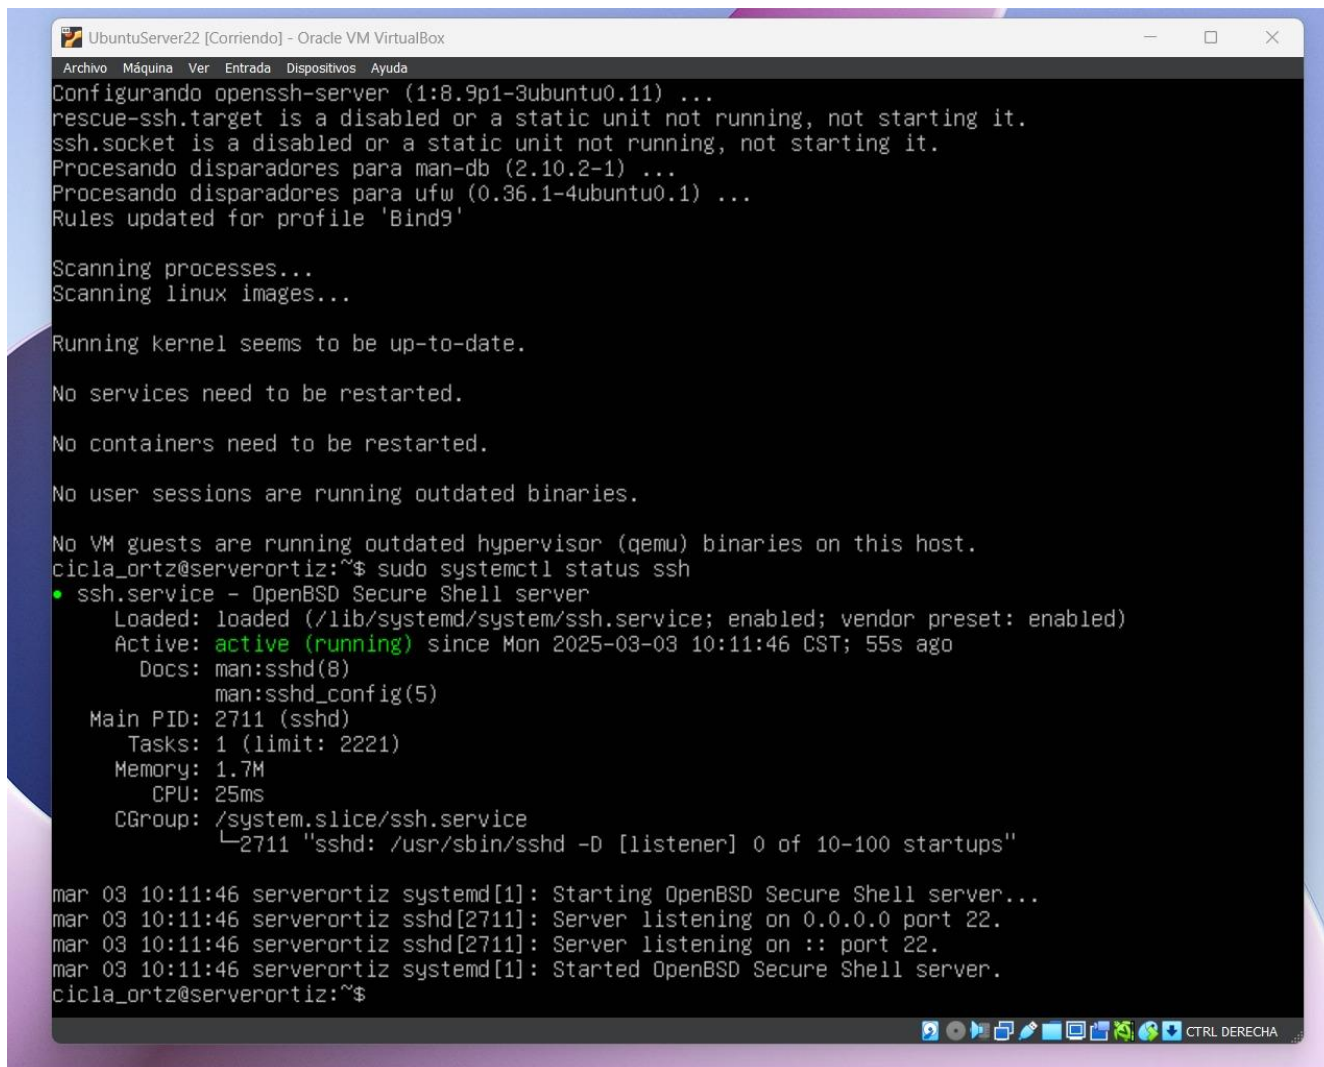 UbuntuServer22 [Corriendo] - Oracle VM VirtualBox
Archivo Máquina Ver Entrada Dispositivos Ayuda
Configurando openssh-server (1:8.9p1-3ubuntu0.11) ...
rescue-ssh.target is a disabled or a static unit not running, not starting it.
ssh.socket is a disabled or a static unit not running, not starting it.
Procesando disparadores para man-db (2.10.2-1) ...
Procesando disparadores para ufw (0.36.1-4ubuntu0.1) ...
Rules updated for profile 'Bind9'
Scanning processes...
Scanning linux images...
Running kernel seems to be up-to-date.
No services need to be restarted.
No containers need to be restarted.
No user sessions are running outdated binaries.
No VM guests are running outdated hypervisor (qemu) binaries on this host.
cicla_ortz@serverortiz:~$ sudo systemctl status ssh
● ssh.service - OpenBSD Secure Shell server
Loaded: loaded (/lib/systemd/system/ssh.service; enabled; vendor preset: enabled)
Active: active (running) since Mon 2025-03-03 10:11:46 CST; 55s ago
Docs: man:sshd(8)
man:sshd_config(5)
Main PID: 2711 (sshd)
Tasks: 1 (limit: 2221)
Memory: 1.7M
CPU: 25ms
CGroup: /system.slice/ssh.service
└─2711 "sshd: /usr/sbin/sshd -D [listener] 0 of 10-100 startups"
mar 03 10:11:46 serverortiz systemd[1]: Starting OpenBSD Secure Shell server...
mar 03 10:11:46 serverortiz sshd[2711]: Server listening on 0.0.0.0 port 22.
mar 03 10:11:46 serverortiz sshd[2711]: Server listening on :: port 22.
mar 03 10:11:46 serverortiz systemd[1]: Started OpenBSD Secure Shell server.
cicla_ortz@serverortiz:~$
CTRL DERECHA